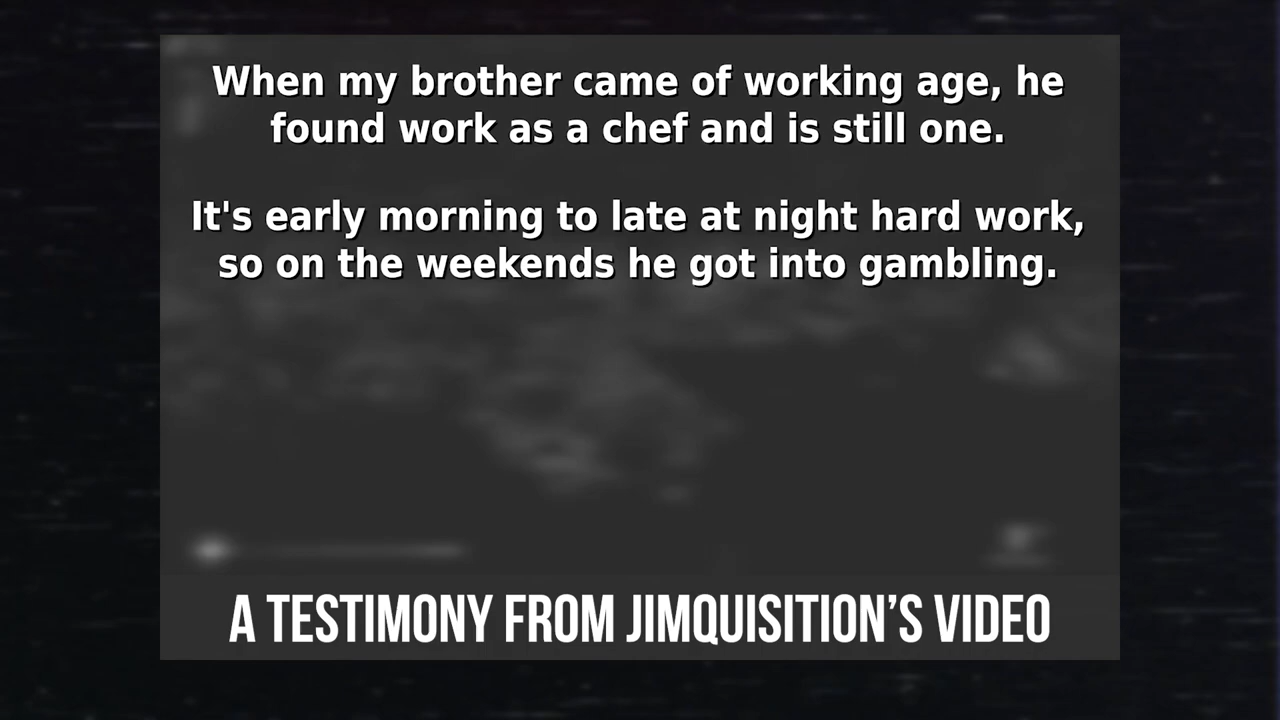 When my brother came of working age, he
found work as a chef and is still one.
It's early morning to late at night hard work,
so on the weekends he got into gambling.
A TESTIMONY FROM JIMQUISITION’S VIDEO